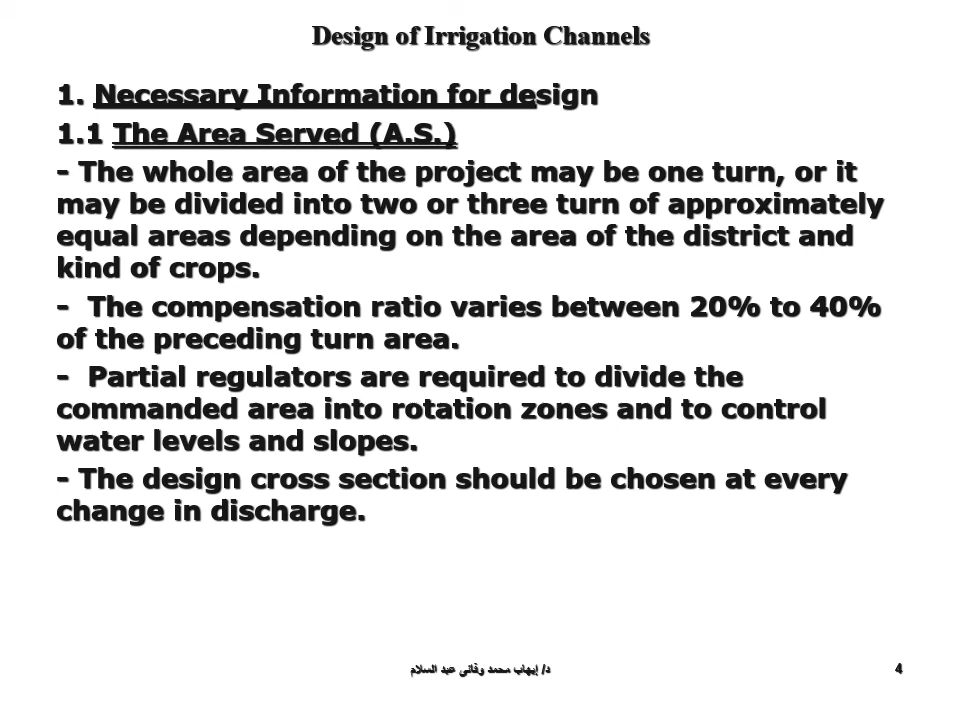 Design of Irrigation Channels
1. Necessary Information for design
1.1 The Area Served (A.S.)
- The whole area of the project may be one turn, or it
may be divided into two or three turn of approximately
equal areas depending on the area of the district and
kind of crops.
- The compensation ratio varies between 20% to 40%
of the preceding turn area.
- Partial regulators are required to divide the
commanded area into rotation zones and to control
water levels and slopes.
- The design cross section should be chosen at every
change in discharge.
د/ إيهاب محمد وفائي عبد السلام
4